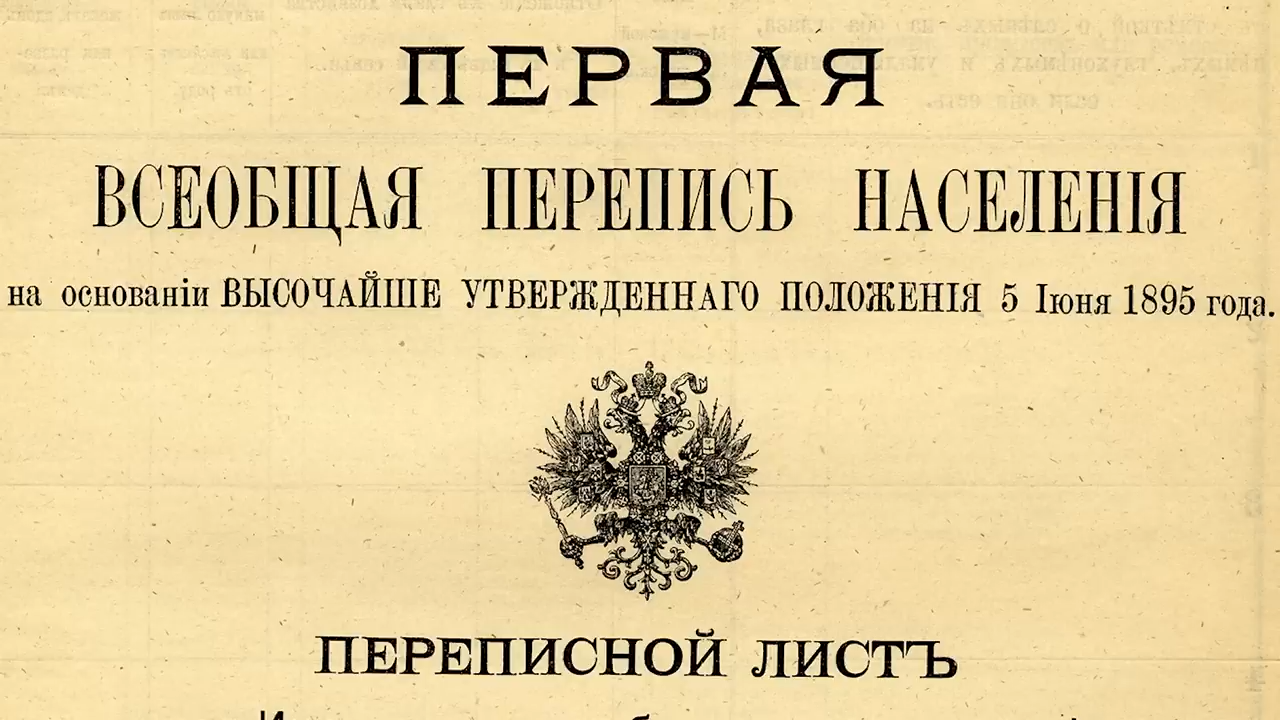 ПЕРВАЯ
ВСЕОБЩАЯ ПЕРЕПИСЬ НАСЕЛЕНІЯ
на основаніи ВЫСОЧАЙШЕ УТВЕРЖДЕННАГО ПОЛОЖЕНІЯ 5 Іюня 1895 года.
ПЕРЕПИСНОЙ ЛИСТЪ